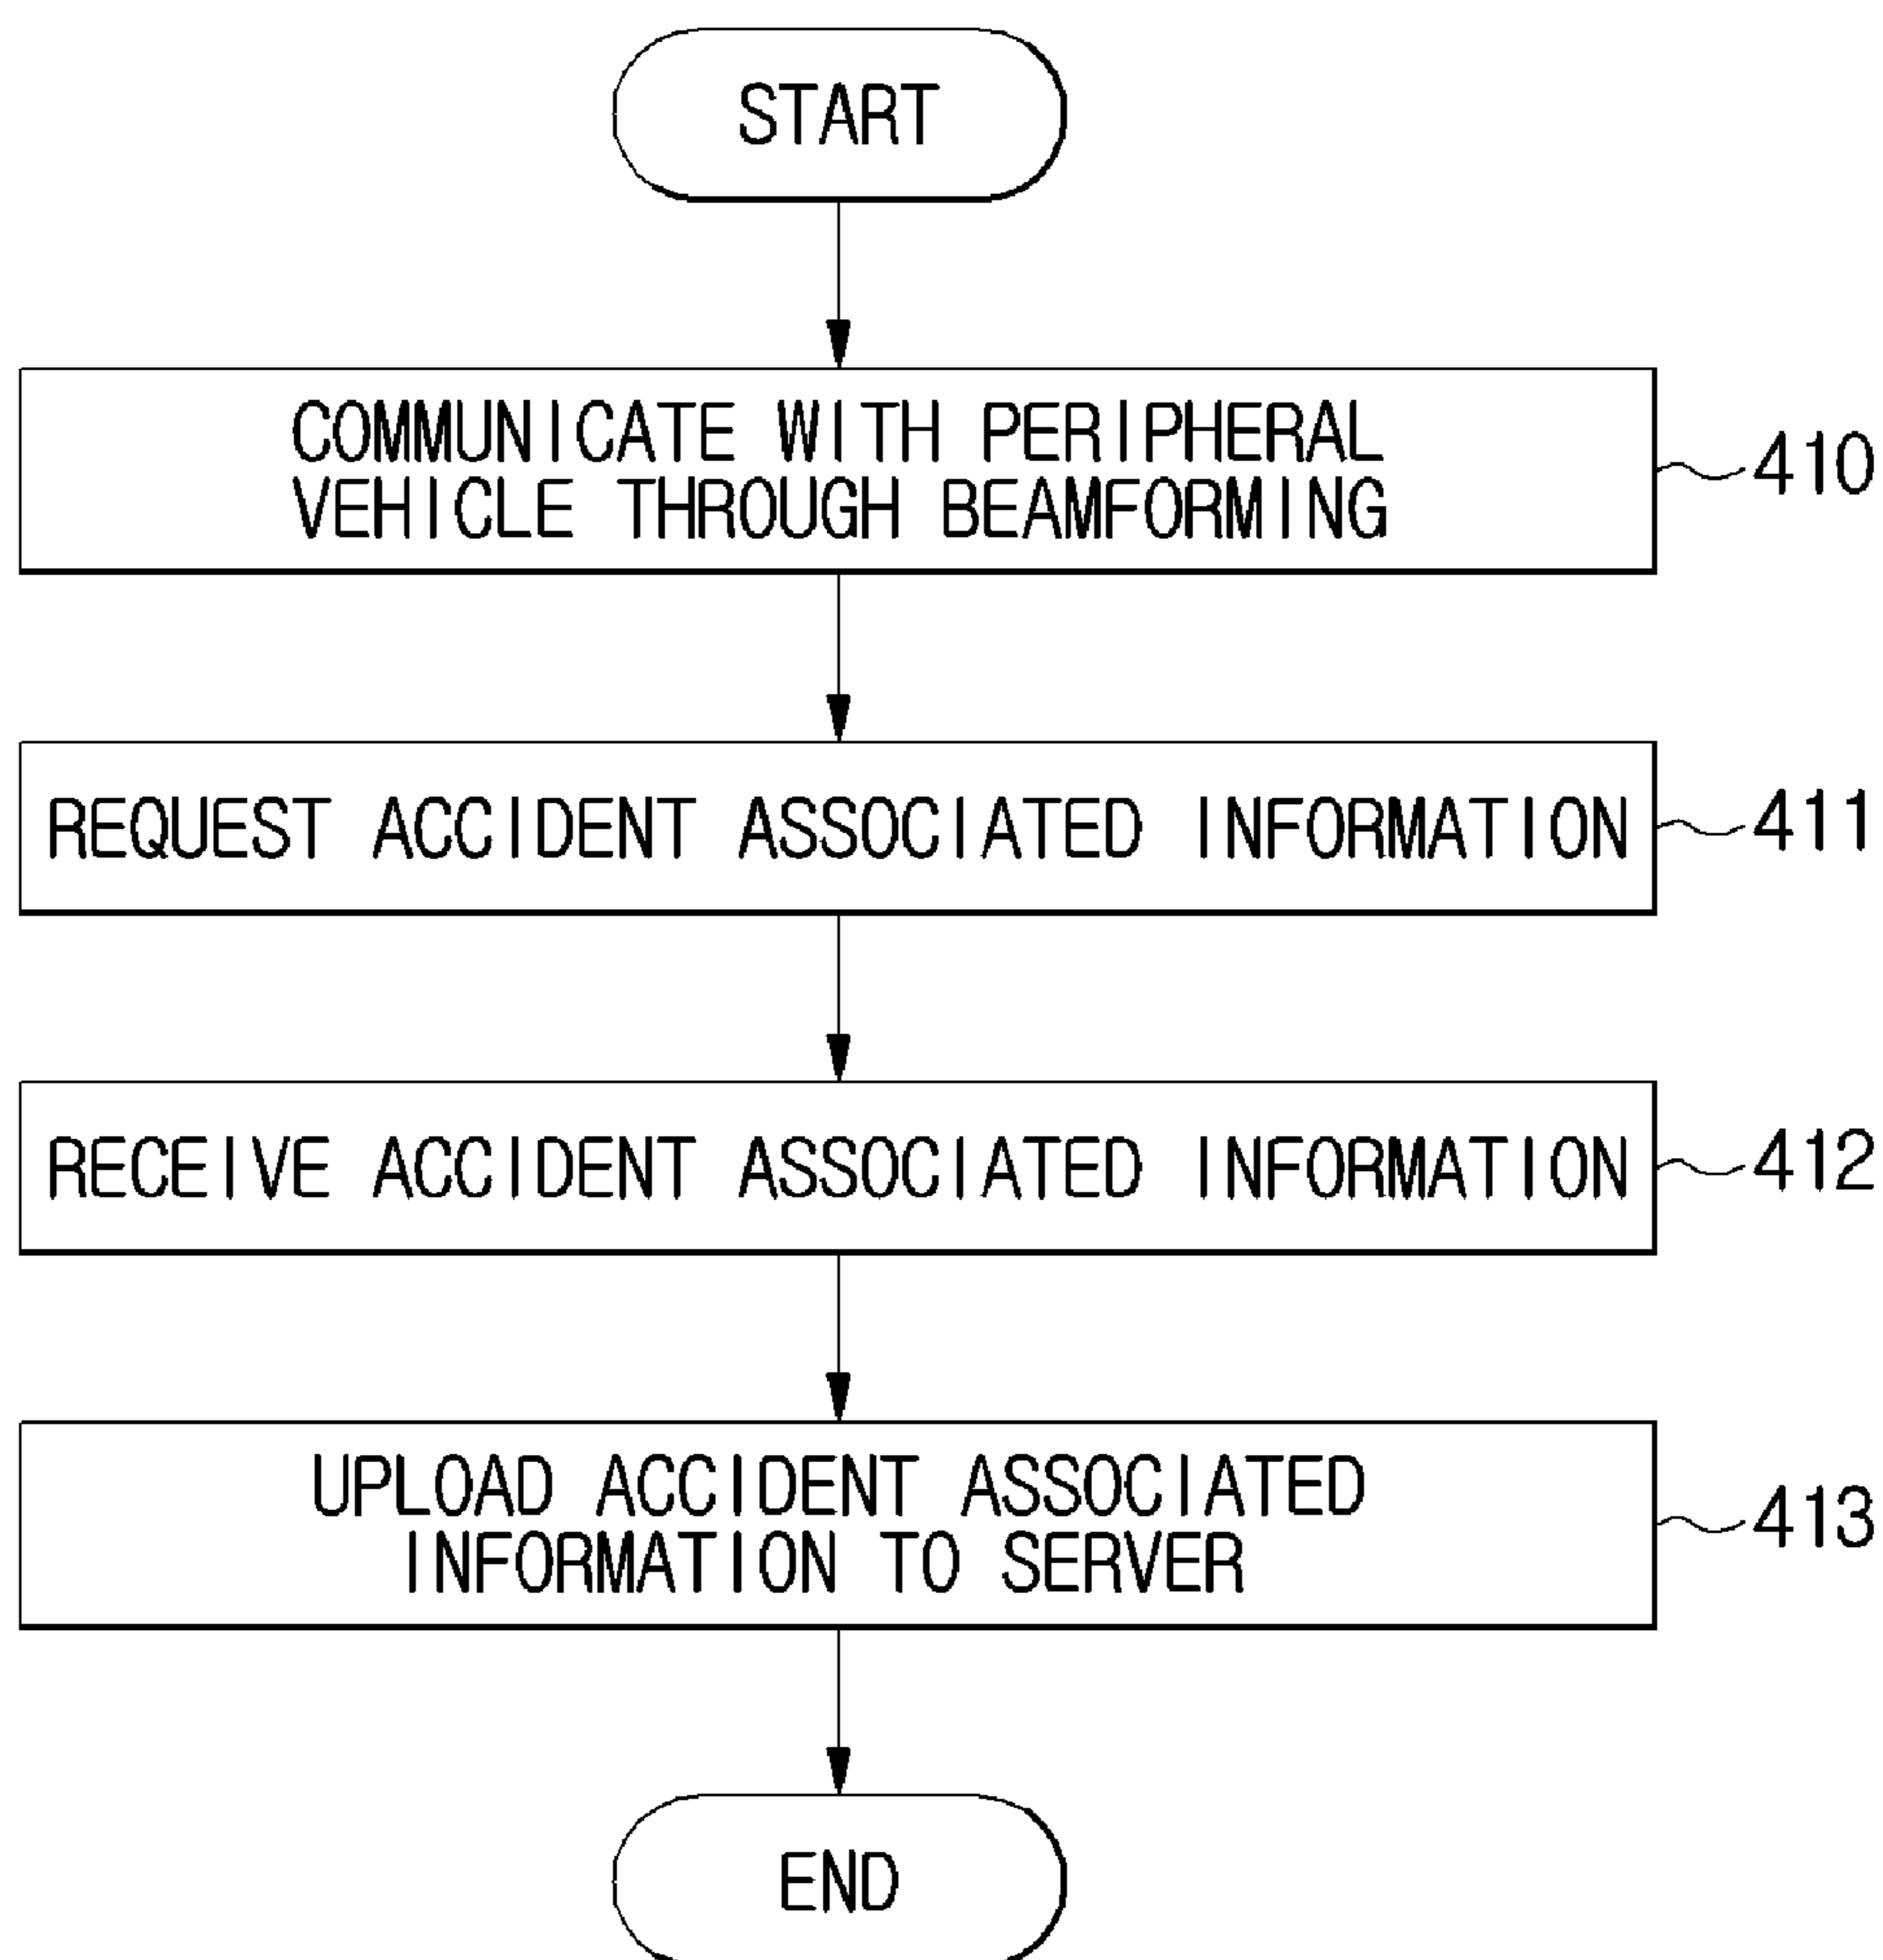 START
COMMUNICATE WITH PERIPHERAL
VEHICLE THROUGH BEAMFORMING
410
REQUEST ACCIDENT ASSOCIATED INFORMATION
411
RECEIVE ACCIDENT ASSOCIATED INFORMATION
412
UPLOAD ACCIDENT ASSOCIATED
INFORMATION TO SERVER
413
END